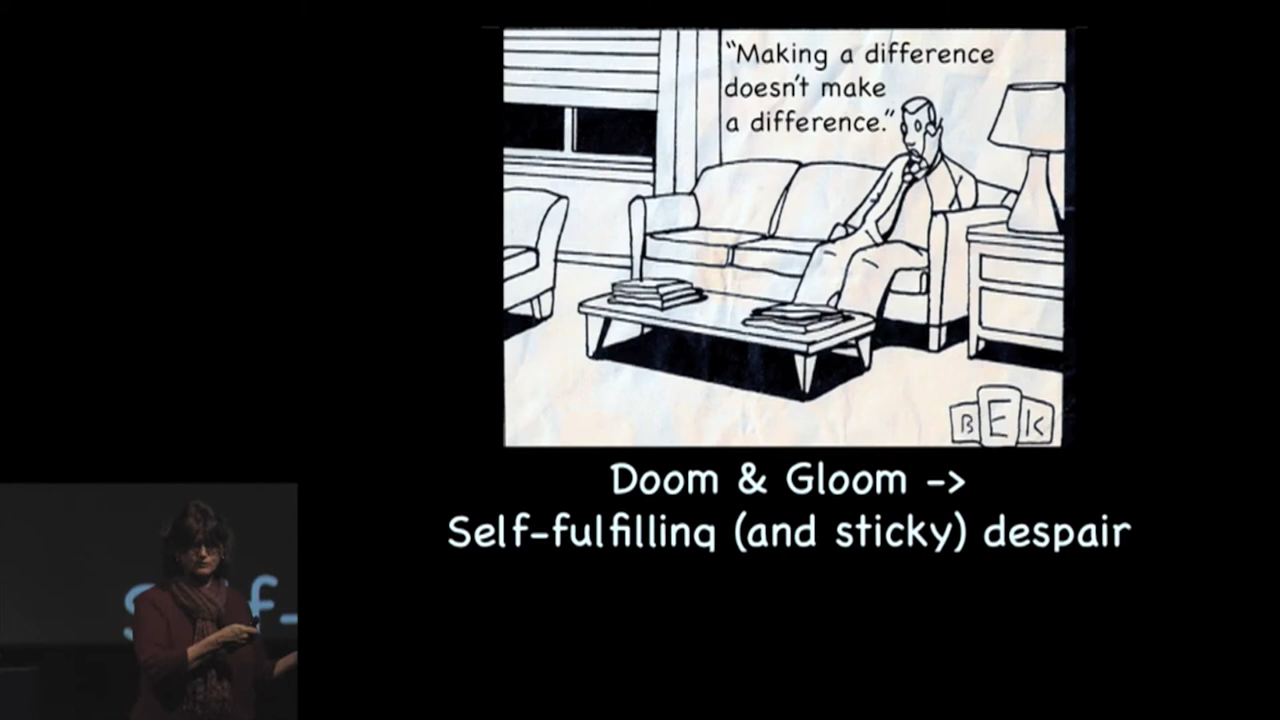 “Making a difference
doesn’t make
a difference.”
BEK
Doom & Gloom ->
Self-fulfilling (and sticky) despair
S f-